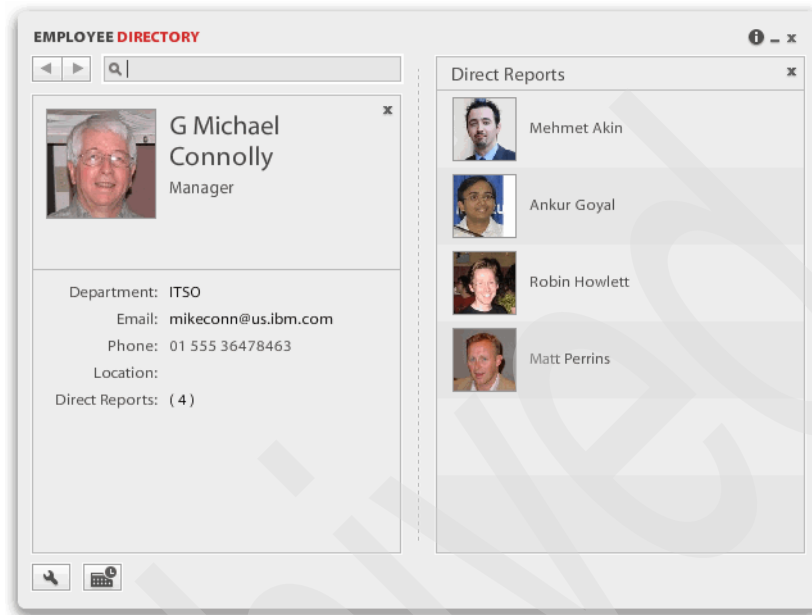 EMPLOYEE DIRECTORY
G Michael
Connolly
Manager
Department: ITSO
Email: mikeconn@us.ibm.com
Phone: 01 555 36478463
Location:
Direct Reports: ( 4 )
Direct Reports
Mehmet Akin
Ankur Goyal
Robin Howlett
Matt Perrins